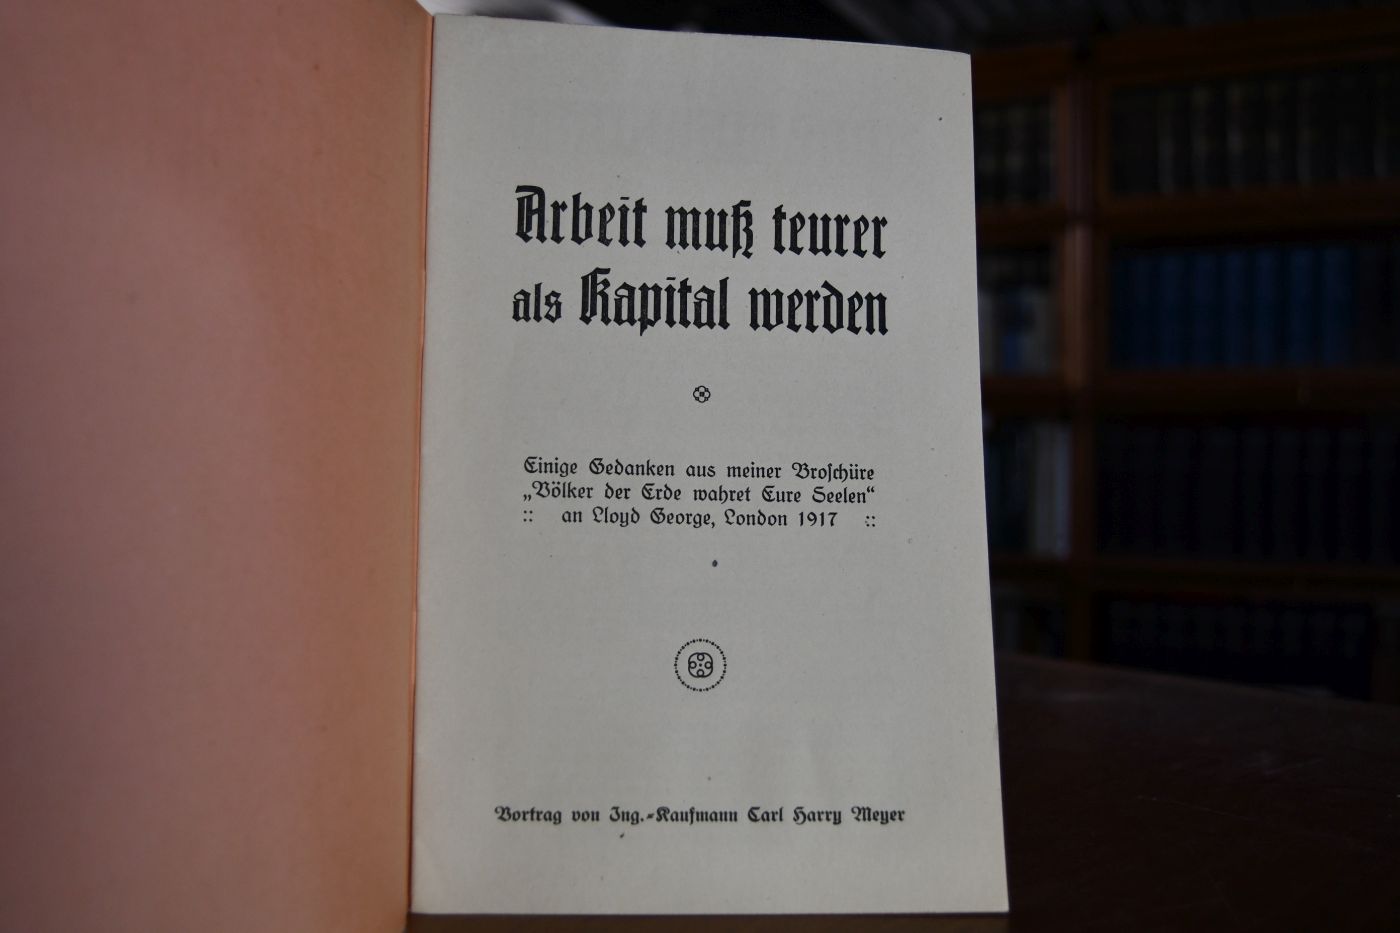 Arbeit muß teurer
als Kapital werden
Einige Gedanken aus meiner Broſchüre
„Völker der Erde wahret Eure Seelen“
:: an Lloyd George, London 1917 ::
Vortrag von Ing.-Kaufmann Carl Harry Meyer